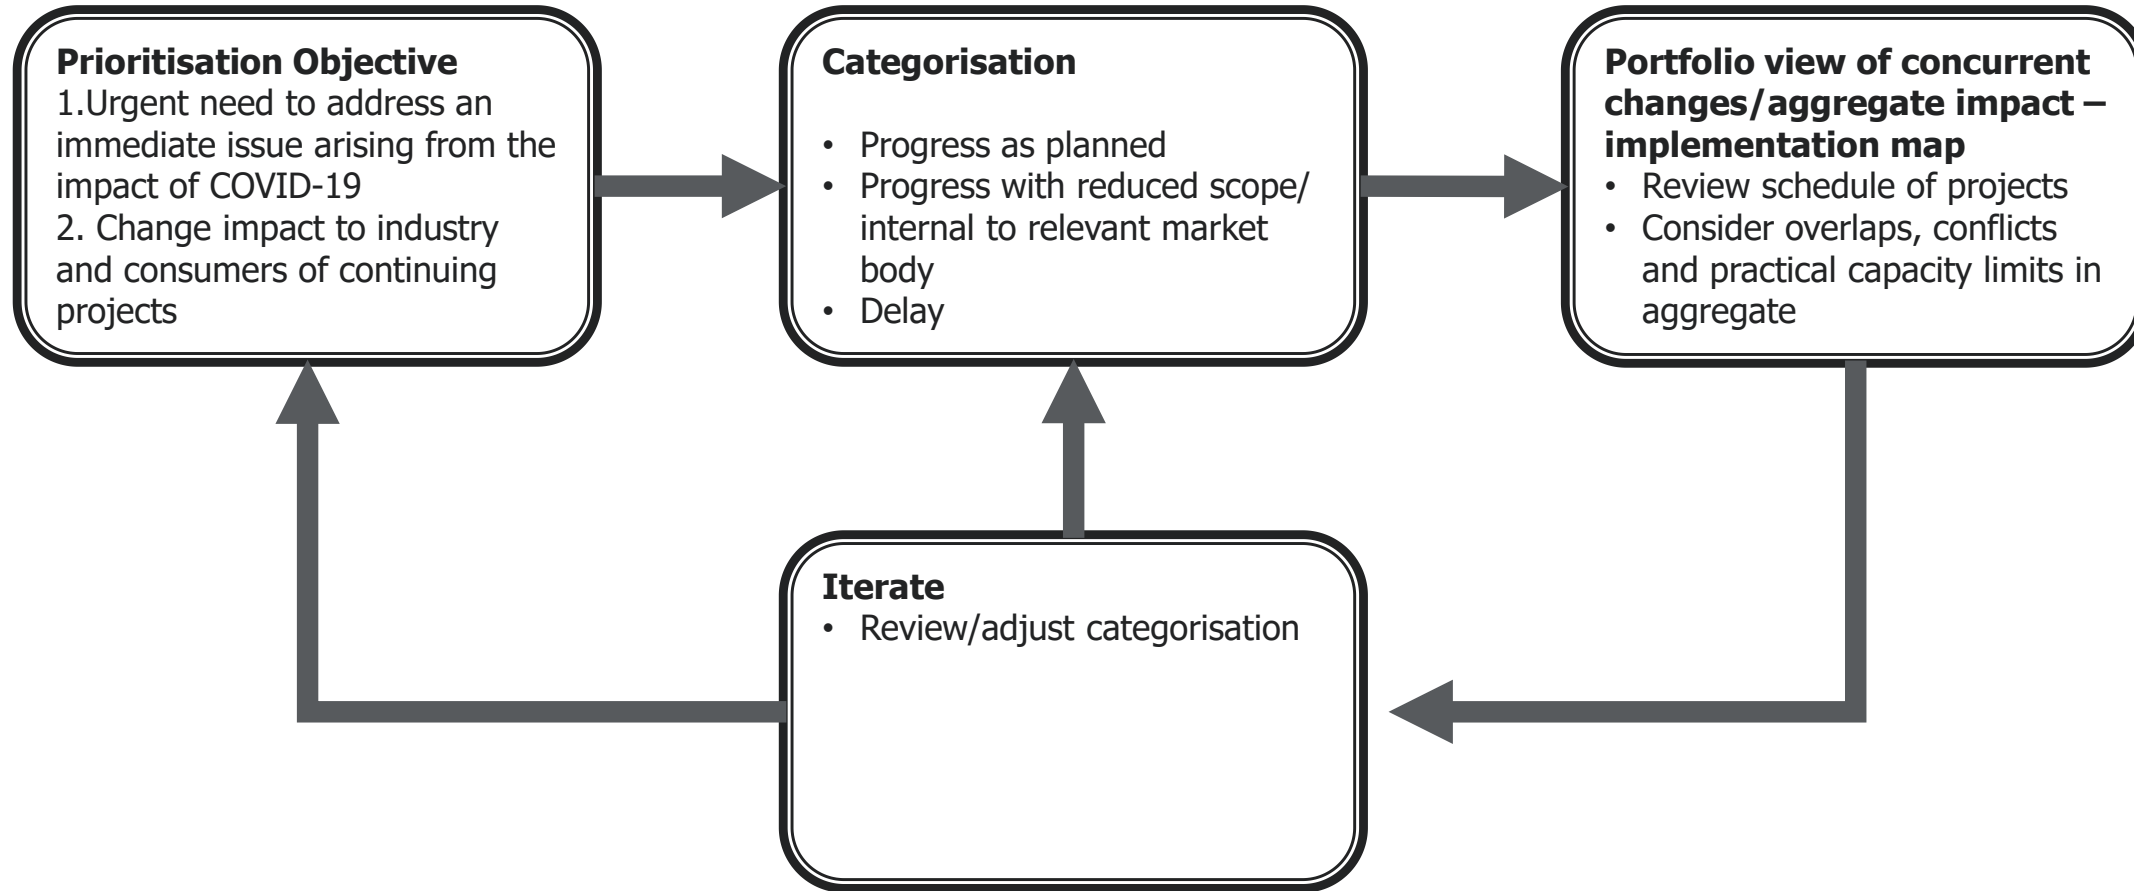 Prioritisation Objective
1.Urgent need to address an
immediate issue arising from the
impact of COVID-19
2. Change impact to industry
and consumers of continuing
projects
Categorisation
• Progress as planned
• Progress with reduced scope/
internal to relevant market
body
• Delay
Portfolio view of concurrent
changes/aggregate impact –
implementation map
• Review schedule of projects
• Consider overlaps, conflicts
and practical capacity limits in
aggregate
Iterate
• Review/adjust categorisation